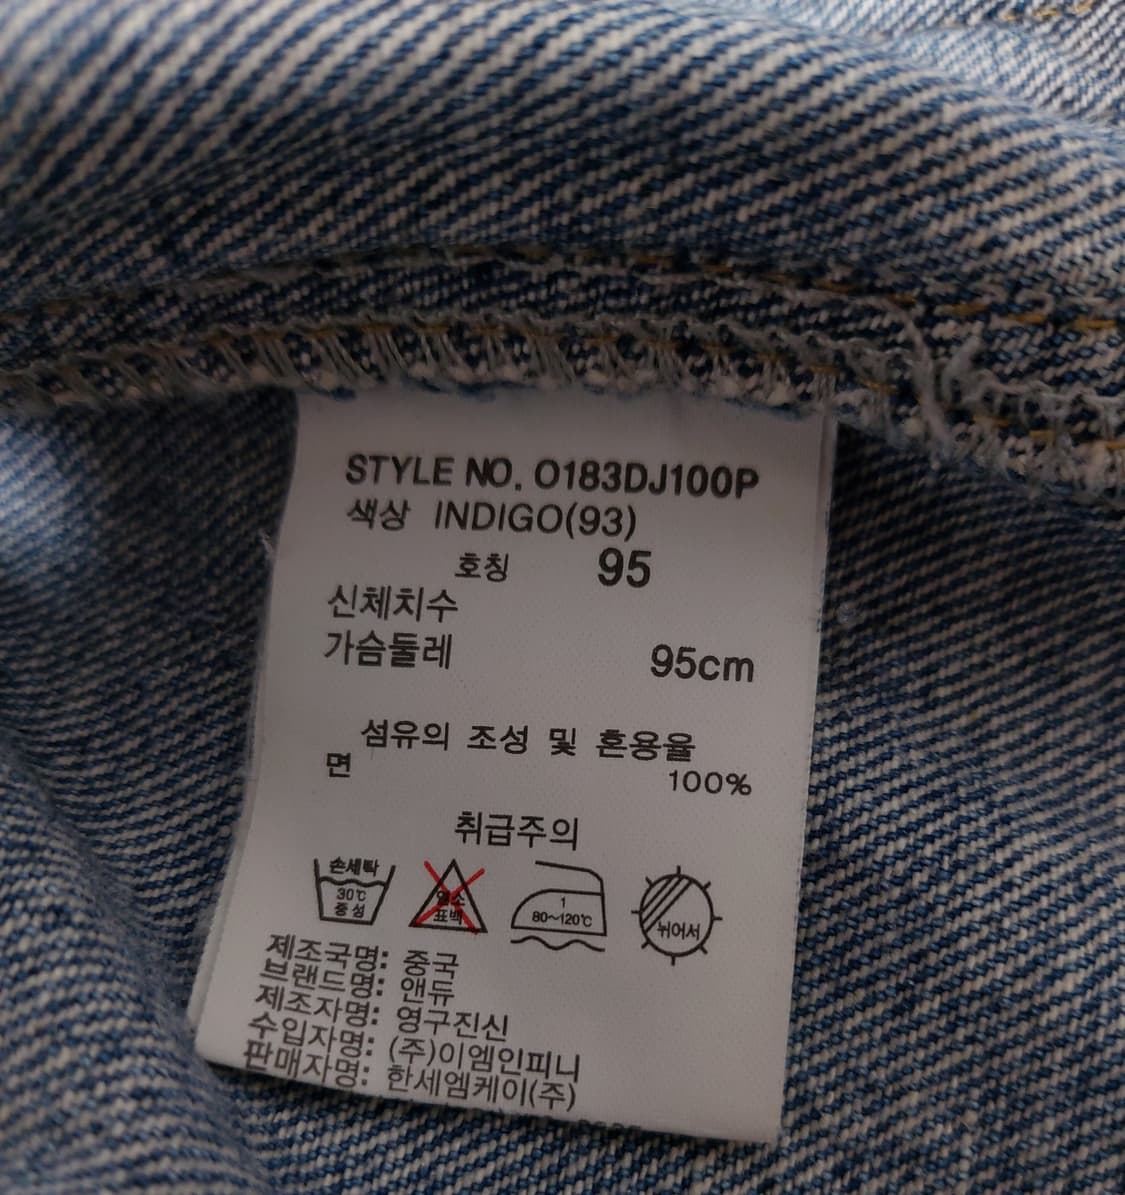 STYLE NO. O183DJ100P
색상 INDIGO(93)
호칭 95
신체치수
가슴둘레 95cm
섬유의 조성 및 혼용율
면 100%
취급주의
손세탁
30℃
중성
염소
표백
1
80~120℃
뉘어서
제조국명: 중국
브랜드명: 앤듀
제조자명: 영구진신
수입자명: (주)이엠인피니
판매자명: 한세엠케이(주)